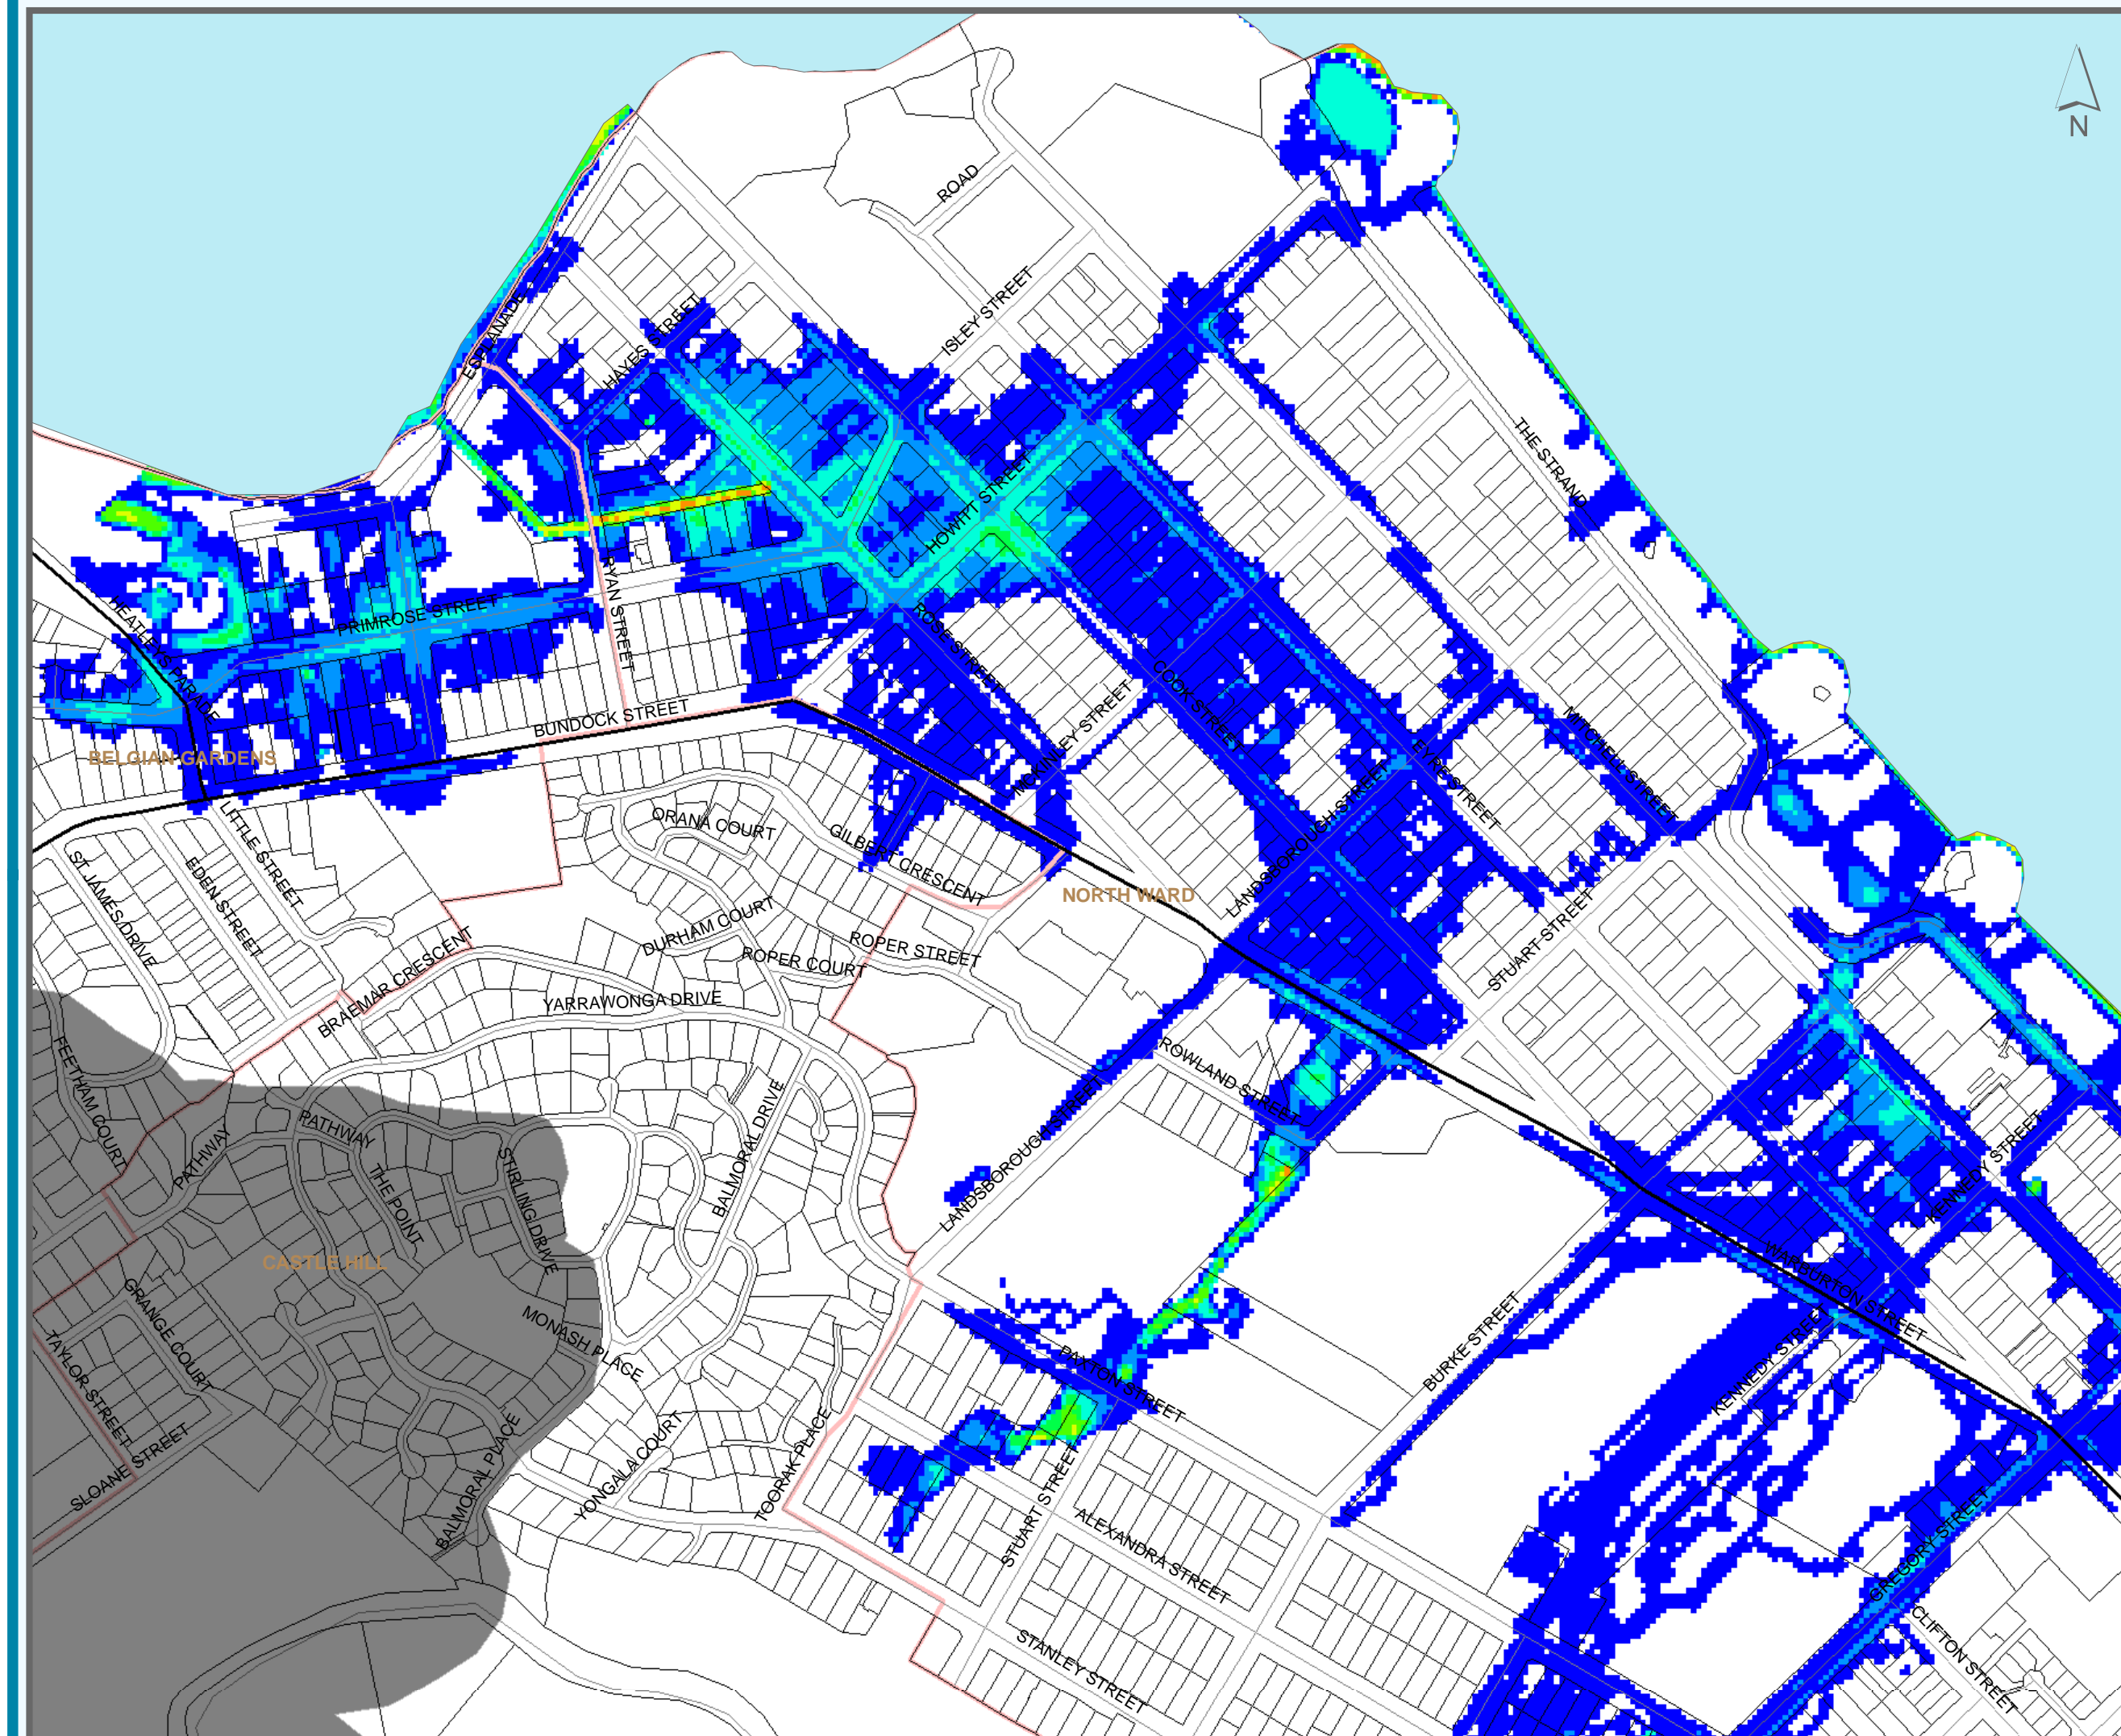 N
ROAD
ISLEY STREET
ESPLANADE
HAYES STREET
THE STRAND
HOWITT STREET
PRIMROSE STREET
RYAN STREET
HEATLEYS PARADE
ROSE STREET
COOK STREET
MCKINLEY STREET
BUNDOCK STREET
MITCHELL STREET
EYRE STREET
BELGIAN GARDENS
LITTLE STREET
ORANA COURT
GILBERT CRESCENT
LANDSBOROUGH STREET
NORTH WARD
ST JAMES DRIVE
EDEN STREET
DURHAM COURT
ROPER STREET
ROPER COURT
STUART STREET
BRAEMAR CRESCENT
YARRAWONGA DRIVE
FEETHAM COURT
ROWLAND STREET
PATHWAY
PATHWAY
THE POINT
STIRLING DRIVE
BALMORAL DRIVE
LANDSBOROUGH STREET
KENNEDY STREET
CASTLE HILL
WARBURTON STREET
GRANGE COURT
MONASH PLACE
TAYLOR STREET
PAXTON STREET
BURKE STREET
KENNEDY STREET
SLOANE STREET
BALMORAL PLACE
YONGALA COURT
TOORAK PLACE
STUART STREET
ALEXANDRA STREET
GREGORY STREET
CLIFTON STREET
STANLEY STREET